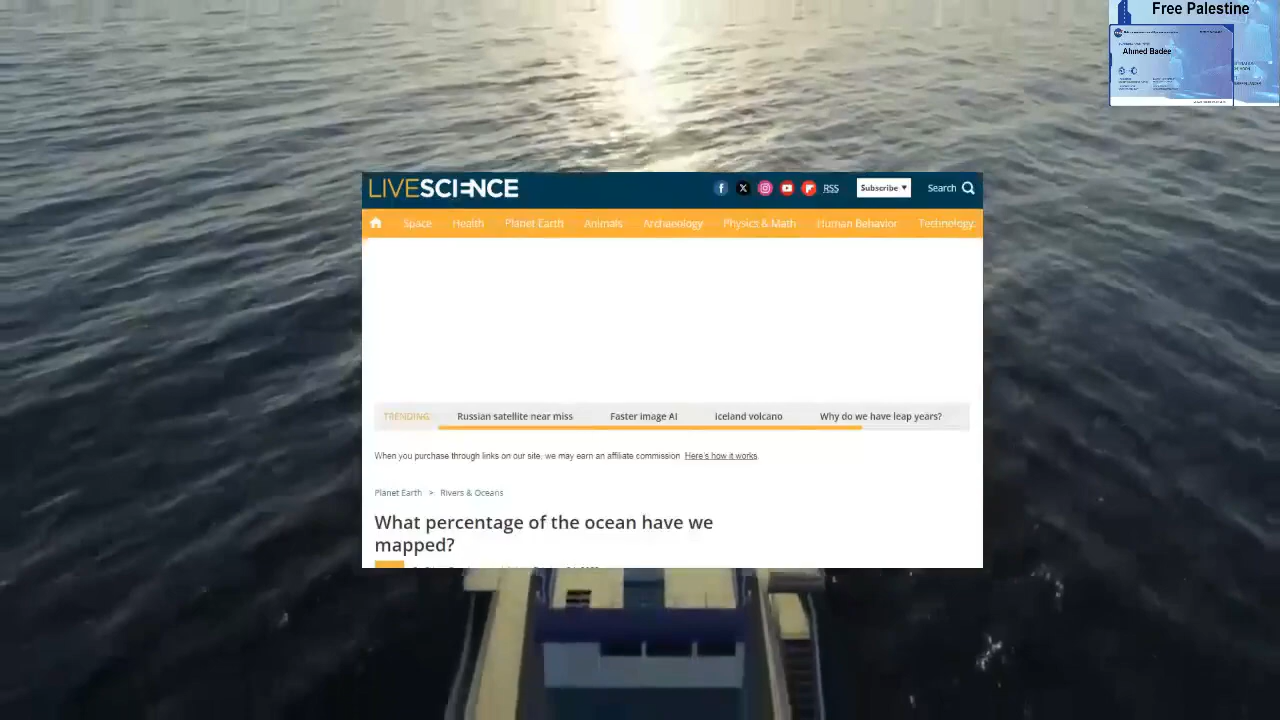 Free Palestine
Ahmed Badee
LIVESCIENCE
RSS
Subscribe ▼
Search
Space Health Planet Earth Animals Archaeology Physics & Math Human Behavior Technology
TRENDING Russian satellite near miss Faster image AI Iceland volcano Why do we have leap years?
When you purchase through links on our site, we may earn an affiliate commission. Here's how it works.
Planet Earth > Rivers & Oceans
What percentage of the ocean have we
mapped?